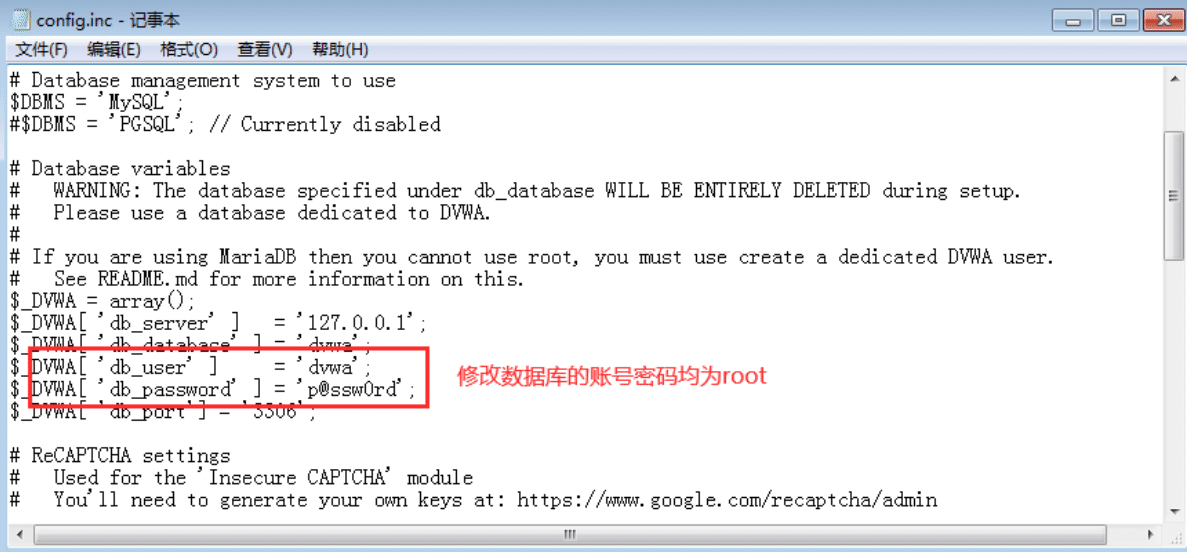 config.inc - 记事本
文件(F) 编辑(E) 格式(O) 查看(V) 帮助(H)
# Database management system to use
$DBMS = 'MySQL';
#$DBMS = 'PGSQL'; // Currently disabled
# Database variables
#   WARNING: The database specified under db_database WILL BE ENTIRELY DELETED during setup.
#   Please use a database dedicated to DVWA.
#
# If you are using MariaDB then you cannot use root, you must use create a dedicated DVWA user.
#   See README.md for more information on this.
$_DVWA = array();
$_DVWA[ 'db_server' ]   = '127.0.0.1';
$_DVWA[ 'db_database' ] = 'dvwa';
$_DVWA[ 'db_user' ]     = 'dvwa';
$_DVWA[ 'db_password' ] = 'p@ssw0rd';
修改数据库的账号密码均为root
$_DVWA[ 'db_port'] = '3306';
# ReCAPTCHA settings
#   Used for the 'Insecure CAPTCHA' module
#   You'll need to generate your own keys at: https://www.google.com/recaptcha/admin